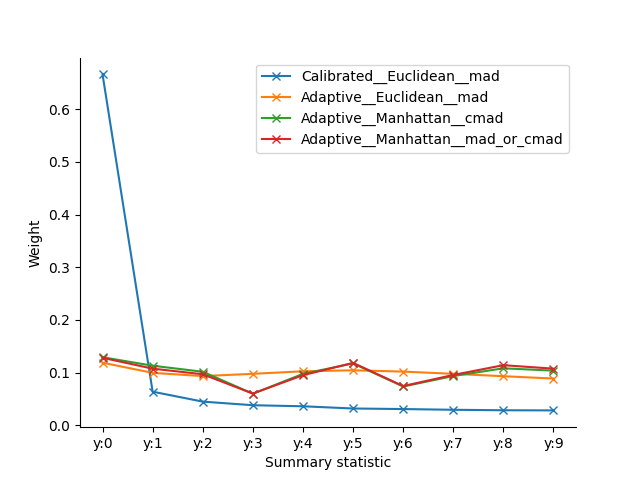 Calibrated__Euclidean__mad
Adaptive__Euclidean__mad
Adaptive__Manhattan__cmad
Adaptive__Manhattan__mad_or_cmad
Weight
0.6
0.5
0.4
0.3
0.2
0.1
0.0
y:0 y:1 y:2 y:3 y:4 y:5 y:6 y:7 y:8 y:9
Summary statistic